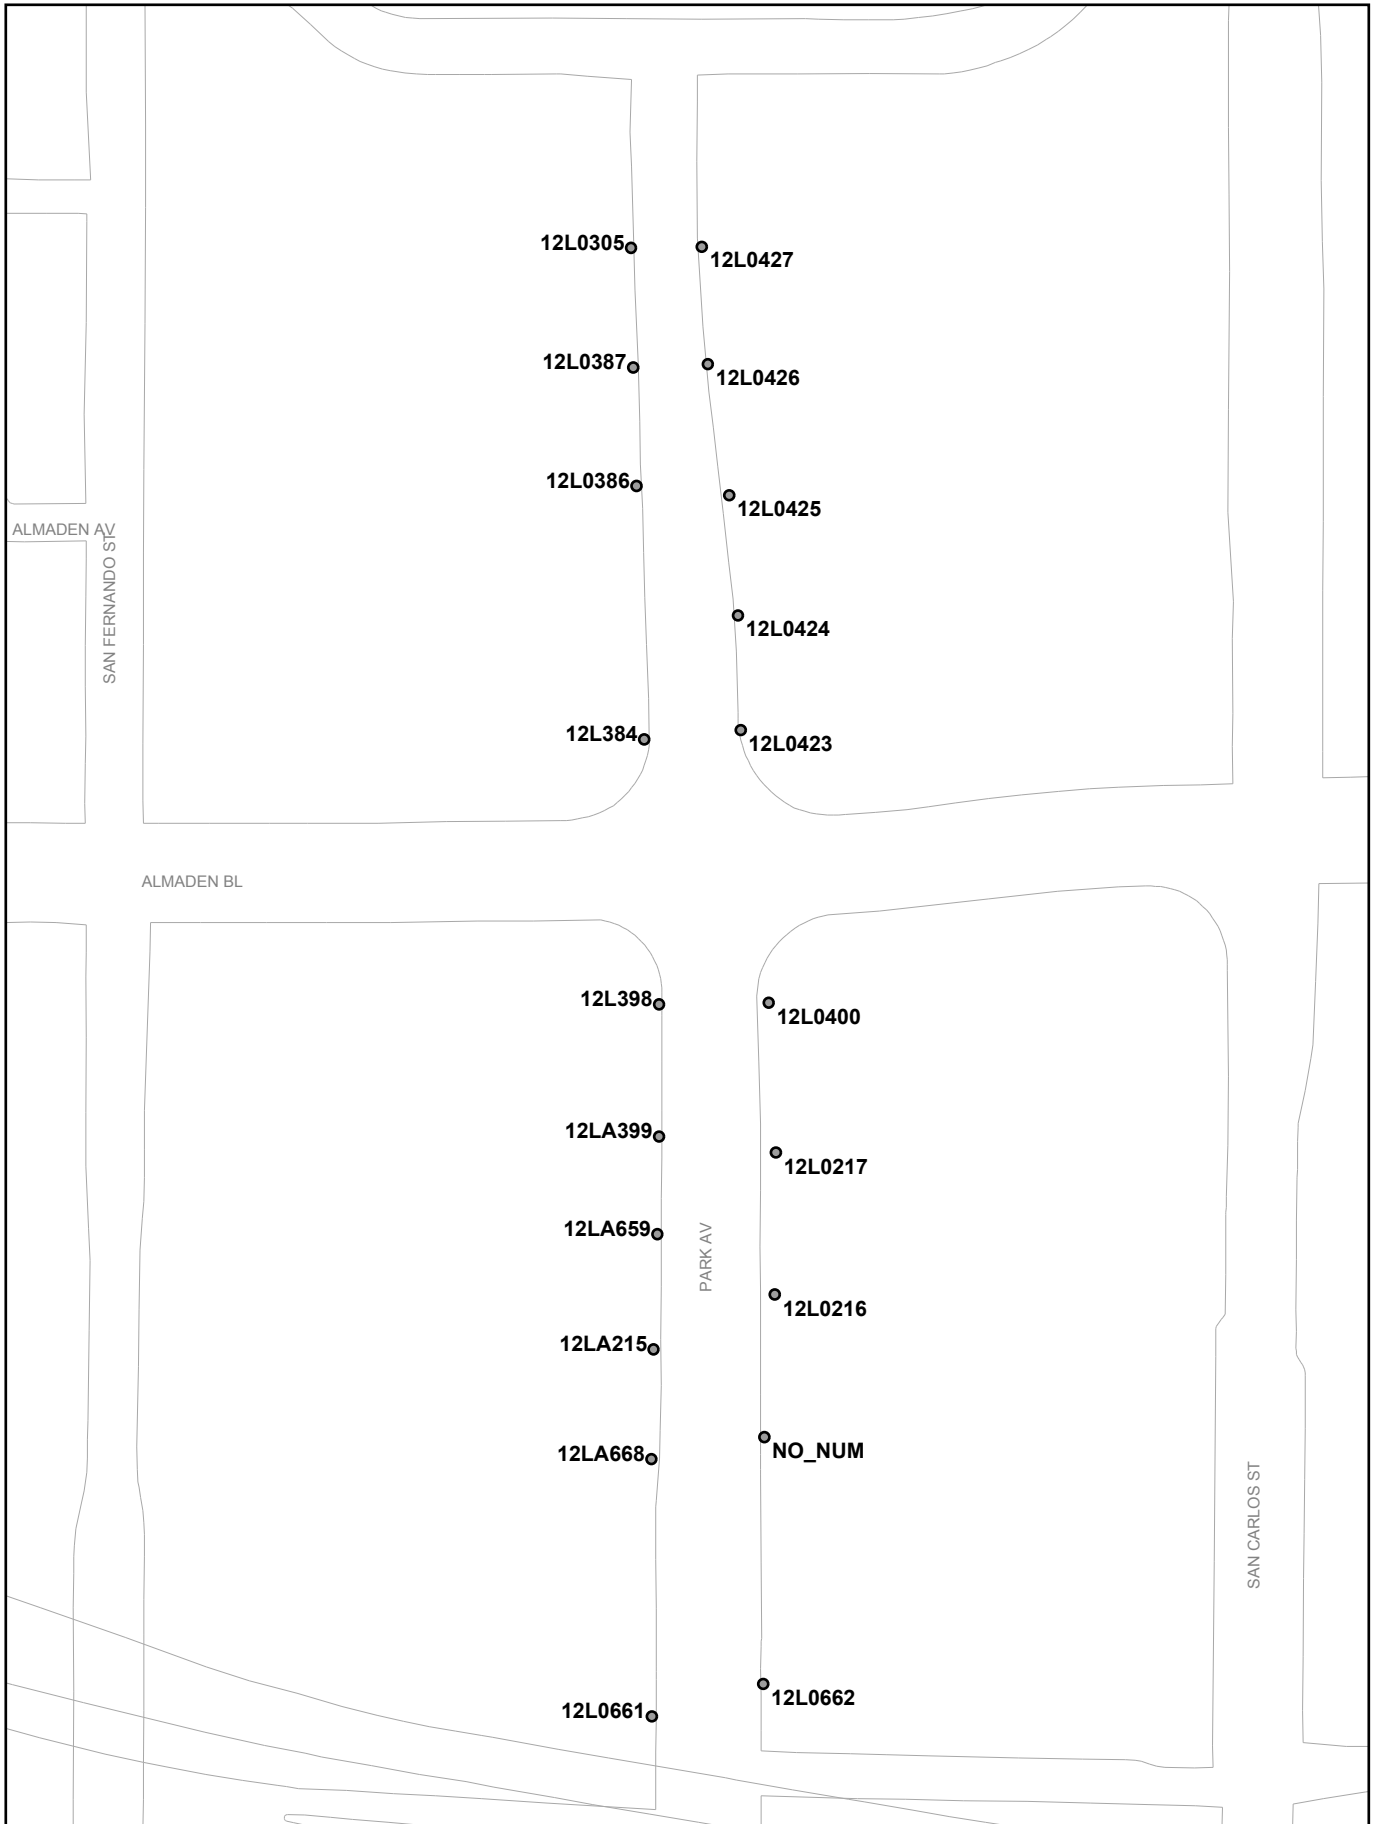 12L0305
12L0427
12L0387
12L0426
12L0386
12L0425
ALMADEN AV
SAN FERNANDO ST
12L0424
12L384
12L0423
ALMADEN BL
12L398
12L0400
12LA399
12L0217
12LA659
PARK AV
12L0216
12LA215
12LA668
NO_NUM
SAN CARLOS ST
12L0662
12L0661